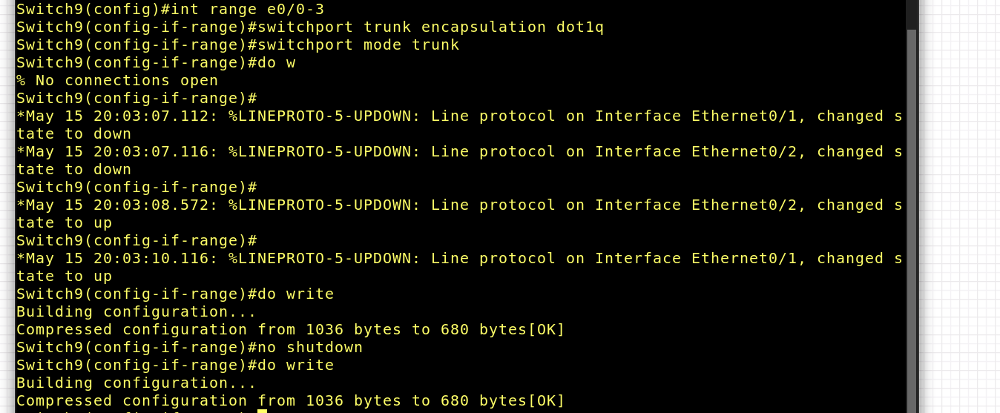 Switch9(config)#int range e0/0-3
Switch9(config-if-range)#switchport trunk encapsulation dot1q
Switch9(config-if-range)#switchport mode trunk
Switch9(config-if-range)#do w
% No connections open
Switch9(config-if-range)#
*May 15 20:03:07.112: %LINEPROTO-5-UPDOWN: Line protocol on Interface Ethernet0/1, changed s
tate to down
*May 15 20:03:07.116: %LINEPROTO-5-UPDOWN: Line protocol on Interface Ethernet0/2, changed s
tate to down
Switch9(config-if-range)#
*May 15 20:03:08.572: %LINEPROTO-5-UPDOWN: Line protocol on Interface Ethernet0/2, changed s
tate to up
Switch9(config-if-range)#
*May 15 20:03:10.116: %LINEPROTO-5-UPDOWN: Line protocol on Interface Ethernet0/1, changed s
tate to up
Switch9(config-if-range)#do write
Building configuration...
Compressed configuration from 1036 bytes to 680 bytes[OK]
Switch9(config-if-range)#no shutdown
Switch9(config-if-range)#do write
Building configuration...
Compressed configuration from 1036 bytes to 680 bytes[OK]